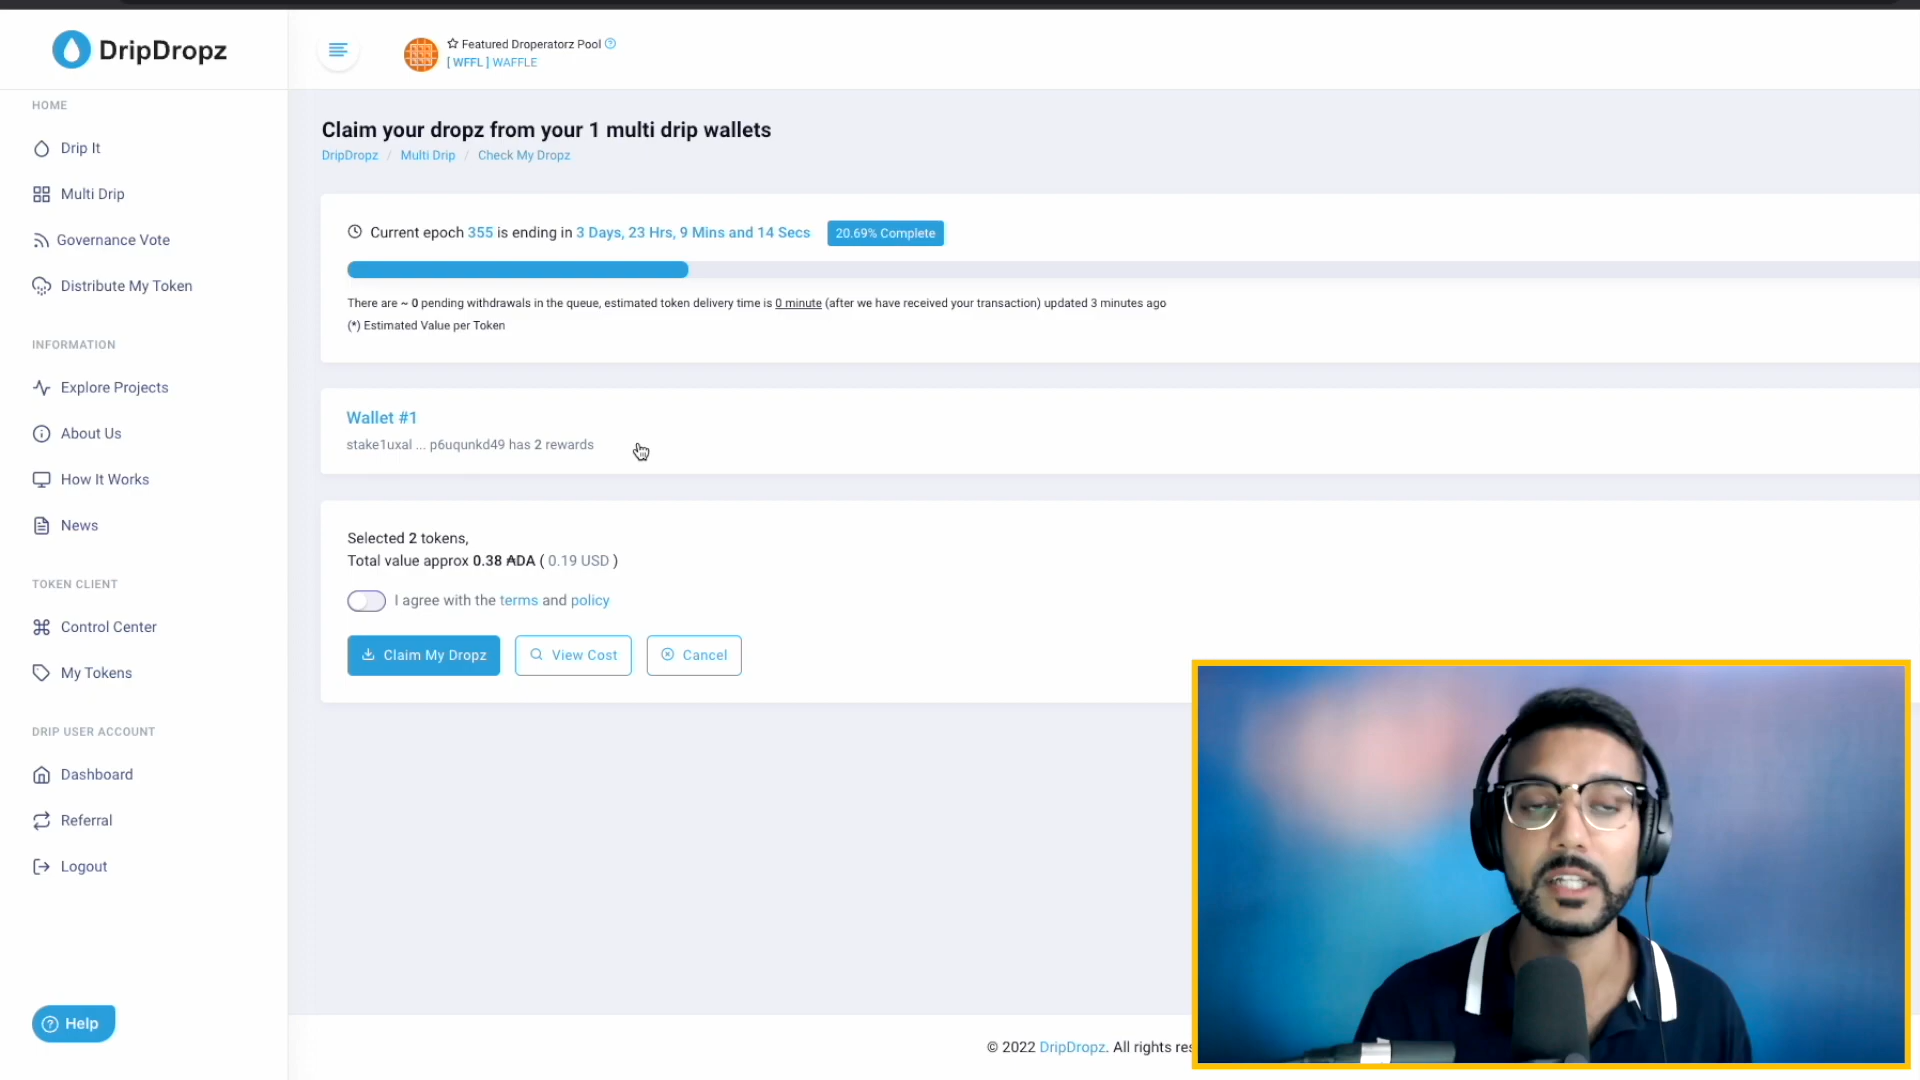 DripDropz
Featured Droperatorz Pool
[ WFFL ] WAFFLE
HOME
Drip It
Multi Drip
Governance Vote
Distribute My Token
INFORMATION
Explore Projects
About Us
How It Works
News
TOKEN CLIENT
Control Center
My Tokens
DRIP USER ACCOUNT
Dashboard
Referral
Logout
Help
Claim your dropz from your 1 multi drip wallets
DripDropz / Multi Drip / Check My Dropz
Current epoch 355 is ending in 3 Days, 23 Hrs, 9 Mins and 14 Secs 20.69% Complete
There are ~ 0 pending withdrawals in the queue, estimated token delivery time is 0 minute (after we have received your transaction) updated 3 minutes ago
(*) Estimated Value per Token
Wallet #1
stake1uxal ... p6uqunkd49 has 2 rewards
Selected 2 tokens,
Total value approx 0.38 ₳DA ( 0.19 USD )
I agree with the terms and policy
Claim My Dropz
View Cost
Cancel
© 2022 DripDropz. All rights